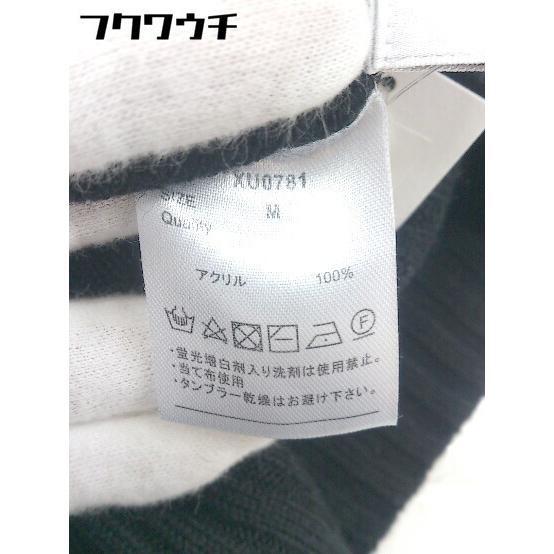 フクワウチ
XU0781
SIZE M
Quality
アクリル 100%
F
・蛍光増白剤入り洗剤は使用禁止。
・当て布使用
・タンブラー乾燥はお避け下さい。